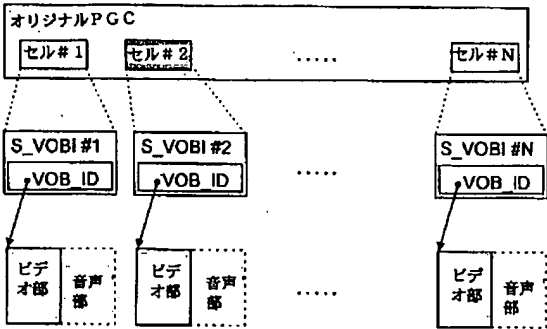 オリジナルＰＧＣ
セル＃１ セル＃２ ..... セル＃Ｎ
S_VOBI #1 S_VOBI #2 S_VOBI #N
VOB_ID VOB_ID ..... VOB_ID
ビデオ部 音声部 ビデオ部 音声部 ..... ビデオ部 音声部